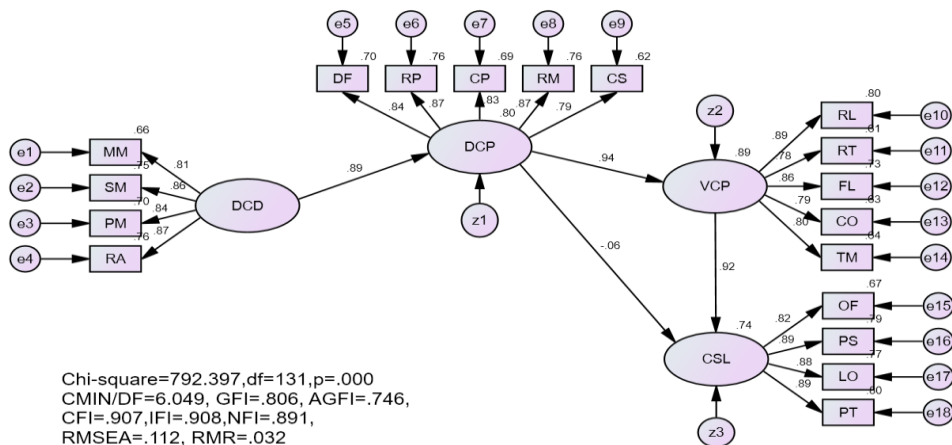 e5 e6 e7 e8 e9
.70 .76 .69 .76 .62
DF RP CP RM CS
.84 .87 .83 .87 .79
.80
DCP
z1
e1 e2 e3 e4
.66 .75 .70 .76
MM SM PM RA
.81 .86 .84 .87
DCD
.89
.94
-.06
z2
.89
VCP
.92
.89 .78 .86 .79 .80
.80 .61 .73 .63 .64
RL RT FL CO TM
e10 e11 e12 e13 e14
.74
CSL
z3
.82 .89 .88 .89
.67 .79 .77 .80
OF PS LO PT
e15 e16 e17 e18
Chi-square=792.397,df=131,p=.000
CMIN/DF=6.049, GFI=.806, AGFI=.746,
CFI=.907,IFI=.908,NFI=.891,
RMSEA=.112, RMR=.032